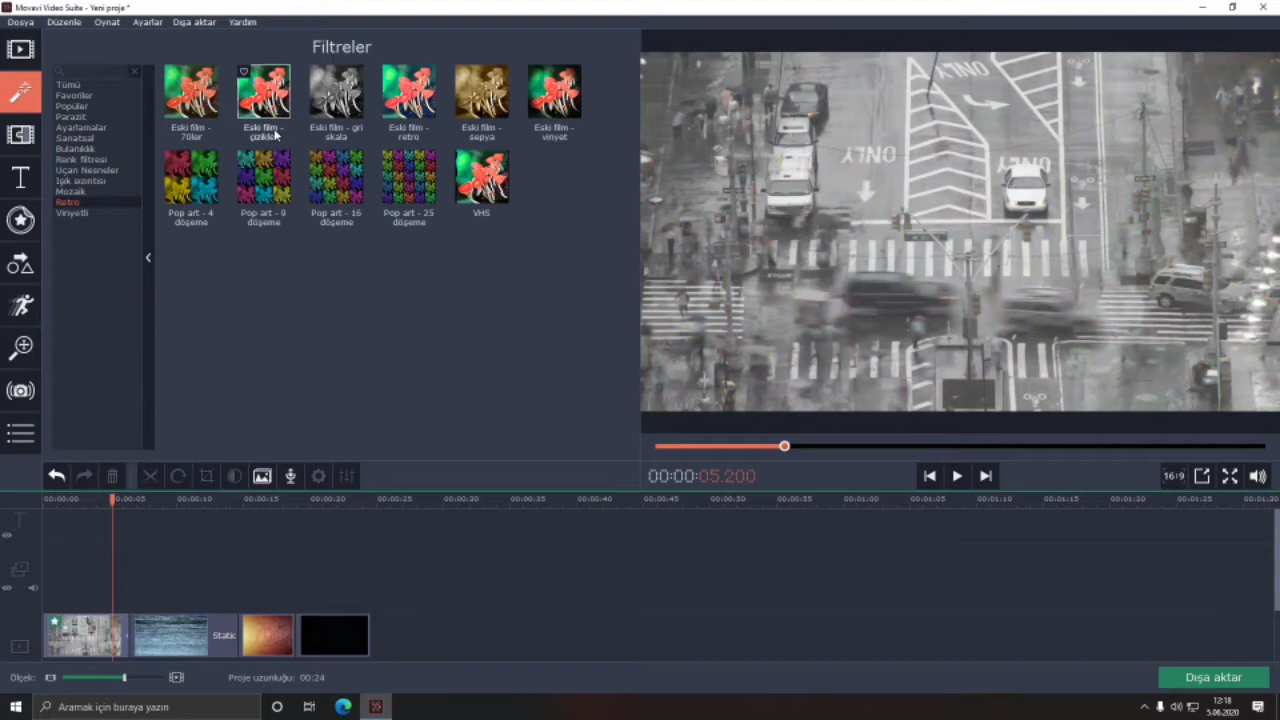 Movavi Video Suite - Yeni proje *
Dosya Düzenle Oynat Ayarlar Dışa aktar Yardım
Filtreler
Tümü
Favoriler
Popüler
Parazit
Ayarlamalar
Sanatsal
Bulanıklık
Renk filtresi
Uçan Nesneler
Işık sızıntısı
Mozaik
Retro
Vinyetli
Eski film - 70ler
Eski film - çizikler
Eski film - gri skala
Eski film - retro
Eski film - sepya
Eski film - vinyet
Pop art - 4 döşeme
Pop art - 9 döşeme
Pop art - 16 döşeme
Pop art - 25 döşeme
VHS
ONLY
ONLY
ONLY
00:00:05.200
16:9
00:00:00 00:00:05 00:00:10 00:00:15 00:00:20 00:00:25 00:00:30 00:00:35 00:00:40 00:00:45 00:00:50 00:00:55 00:01:00 00:01:05 00:01:10 00:01:15 00:01:20 00:01:25 00:01:30
Static
Ölçek: Proje uzunluğu: 00:24
Dışa aktar
Aramak için buraya yazın
12:18
5.06.2020